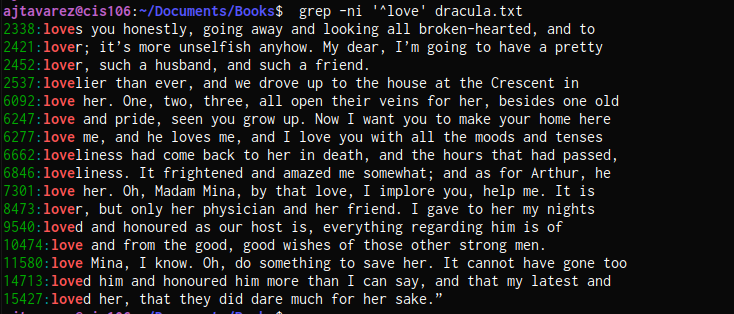 ajtavarez@cis106:~/Documents/Books$ grep -ni '^love' dracula.txt
2338:loves you honestly, going away and looking all broken-hearted, and to
2421:lover; it’s more unselfish anyhow. My dear, I’m going to have a pretty
2452:lover, such a husband, and such a friend.
2537:lovelier than ever, and we drove up to the house at the Crescent in
6092:love her. One, two, three, all open their veins for her, besides one old
6247:love and pride, seen you grow up. Now I want you to make your home here
6277:love me, and he loves me, and I love you with all the moods and tenses
6662:loveliness had come back to her in death, and the hours that had passed,
6846:loveliness. It frightened and amazed me somewhat; and as for Arthur, he
7301:love her. Oh, Madam Mina, by that love, I implore you, help me. It is
8473:lover, but only her physician and her friend. I gave to her my nights
9540:loved and honoured as our host is, everything regarding him is of
10474:love and from the good, good wishes of those other strong men.
11580:love Mina, I know. Oh, do something to save her. It cannot have gone too
14713:loved him and honoured him more than I can say, and that my latest and
15427:loved her, that they did dare much for her sake.”
ajtavarez@cis106:~/Documents/Books$